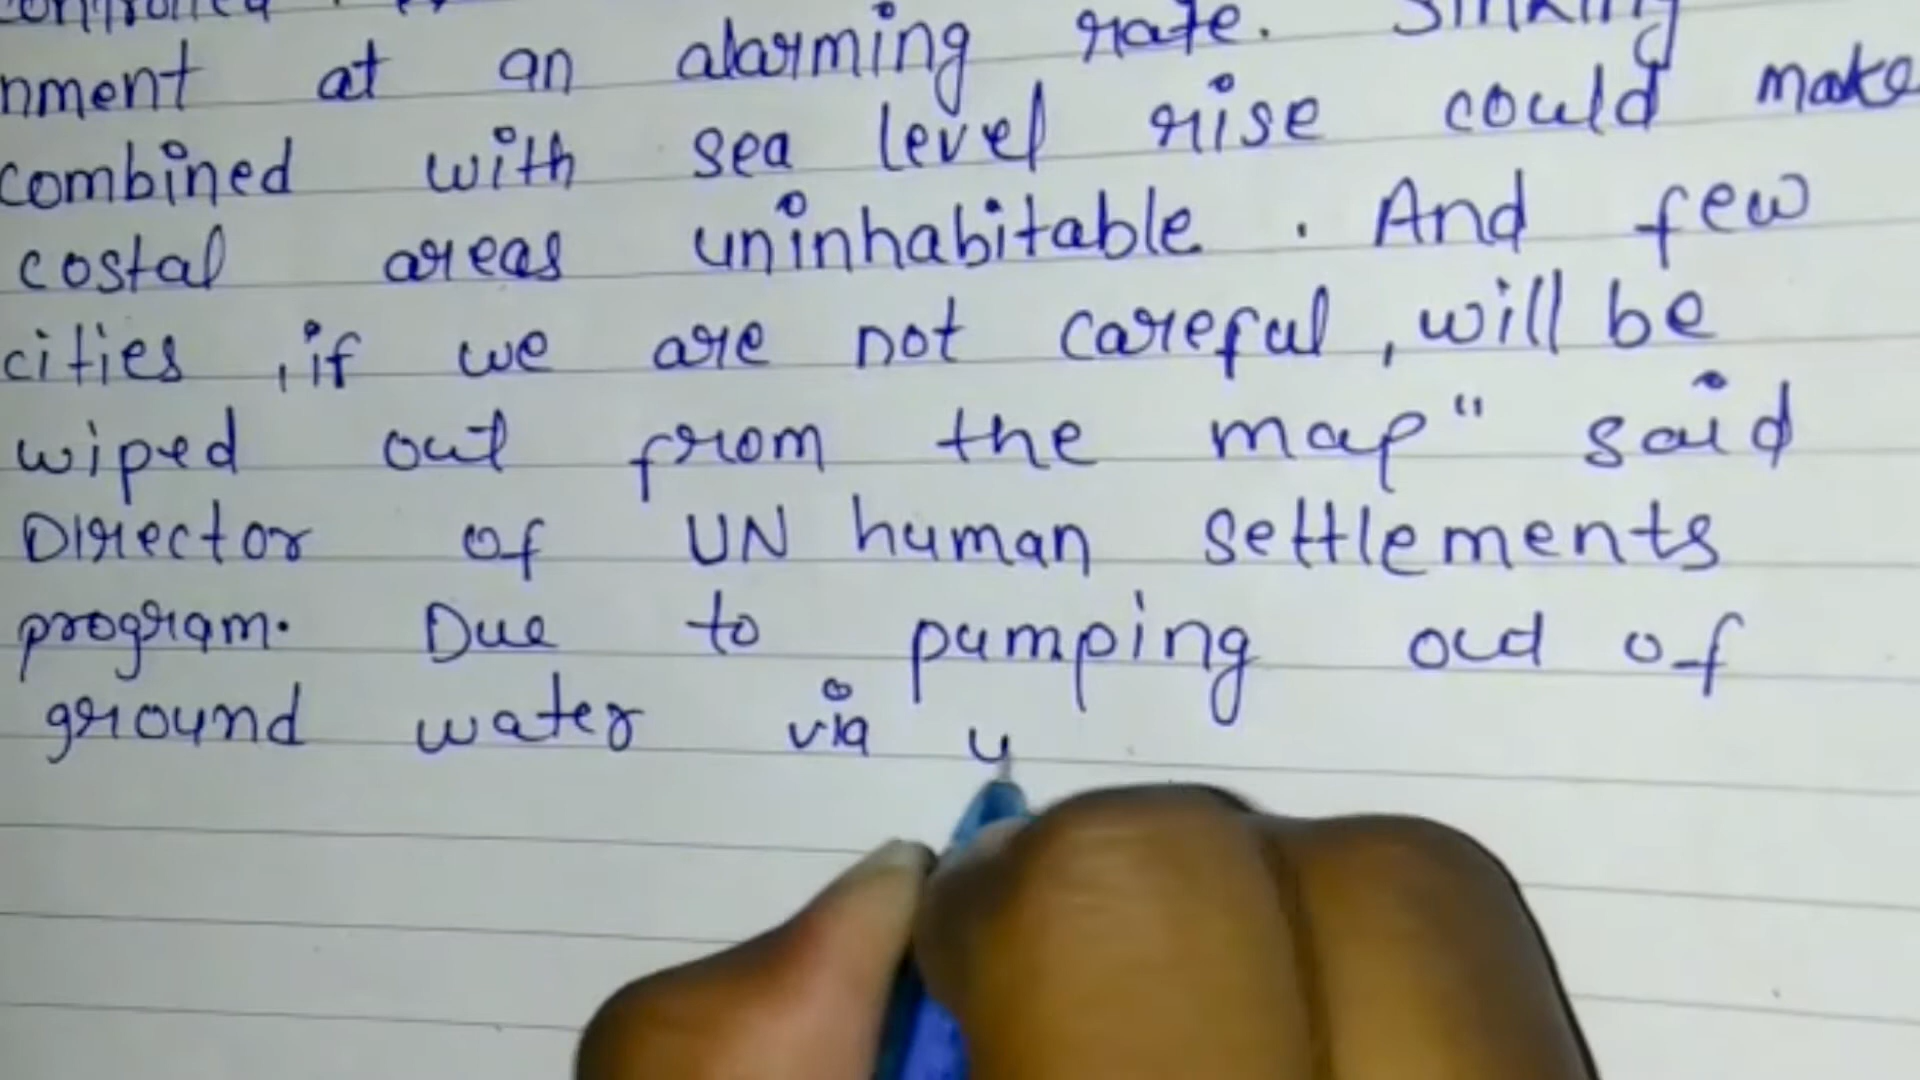 nment at an alarming rate. Sinking
combined with sea level rise could make
costal areas uninhabitable. And few
cities, if we are not careful, will be
wiped out from the map" said
Director of UN human settlements
program. Due to pumping out of
ground water via u